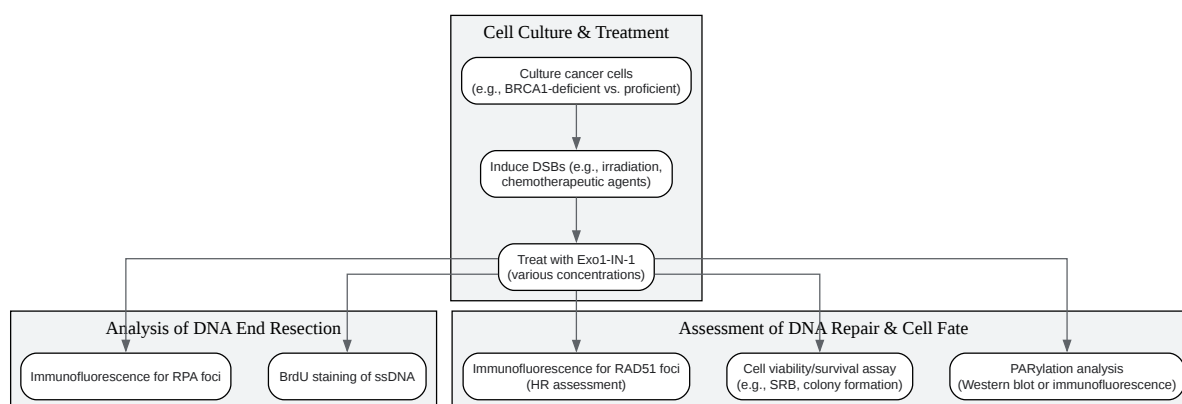 Cell Culture & Treatment
Culture cancer cells
(e.g., BRCA1-deficient vs. proficient)
Induce DSBs (e.g., irradiation,
chemotherapeutic agents)
Treat with Exo1-IN-1
(various concentrations)
Analysis of DNA End Resection
Immunofluorescence for RPA foci
BrdU staining of ssDNA
Assessment of DNA Repair & Cell Fate
Immunofluorescence for RAD51 foci
(HR assessment)
Cell viability/survival assay
(e.g., SRB, colony formation)
PARylation analysis
(Western blot or immunofluorescence)